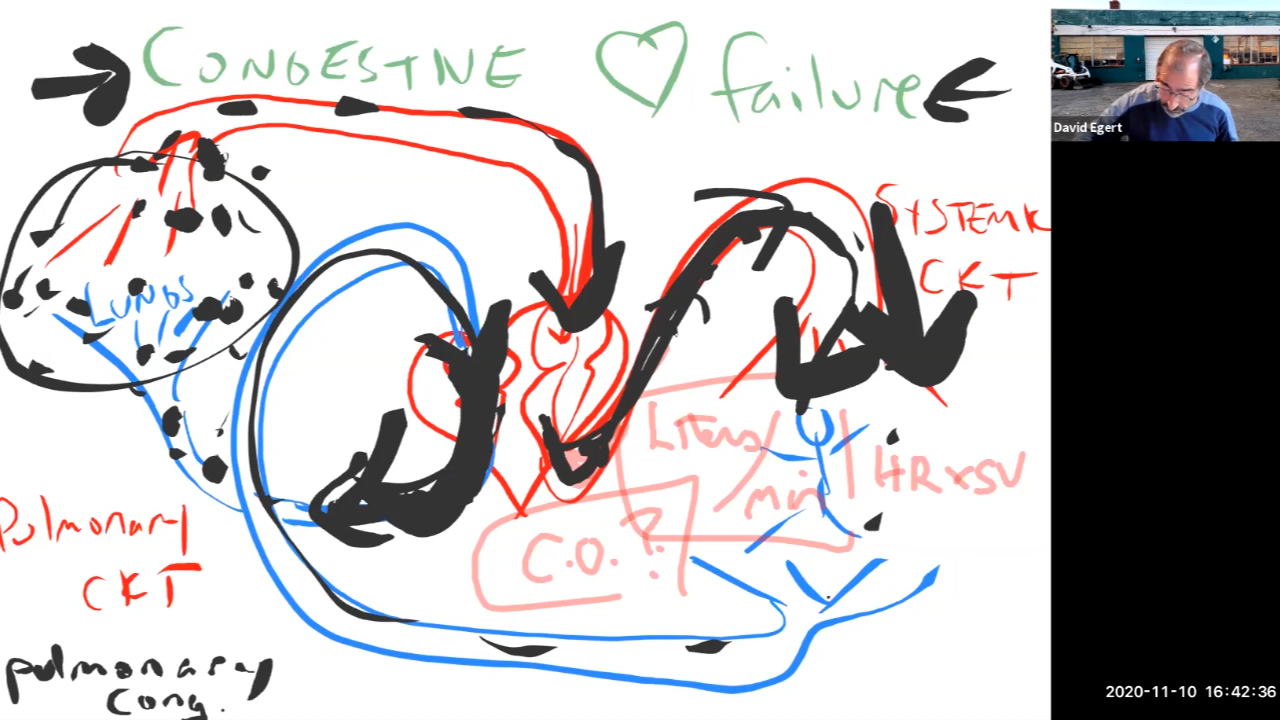 CONGESTIVE ♡ failure
David Egert
SYSTEMIC
CKT
LUNGS
Liters/
min
HR x SV
C.O.?
Pulmonary
CKT
pulmonary
Cong.
2020-11-10 16:42:36